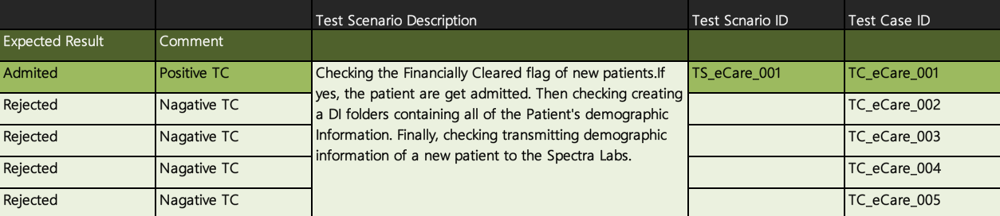 Test Scenario Description Test Scnario ID Test Case ID
Expected Result Comment
Admited Positive TC Checking the Financially Cleared flag of new patients.If TS_eCare_001 TC_eCare_001
yes, the patient are get admitted. Then checking creating
Rejected Nagative TC TC_eCare_002
a DI folders containing all of the Patient's demographic
Rejected Nagative TC Information. Finally, checking transmitting demographic TC_eCare_003
information of a new patient to the Spectra Labs.
Rejected Nagative TC TC_eCare_004
Rejected Nagative TC TC_eCare_005